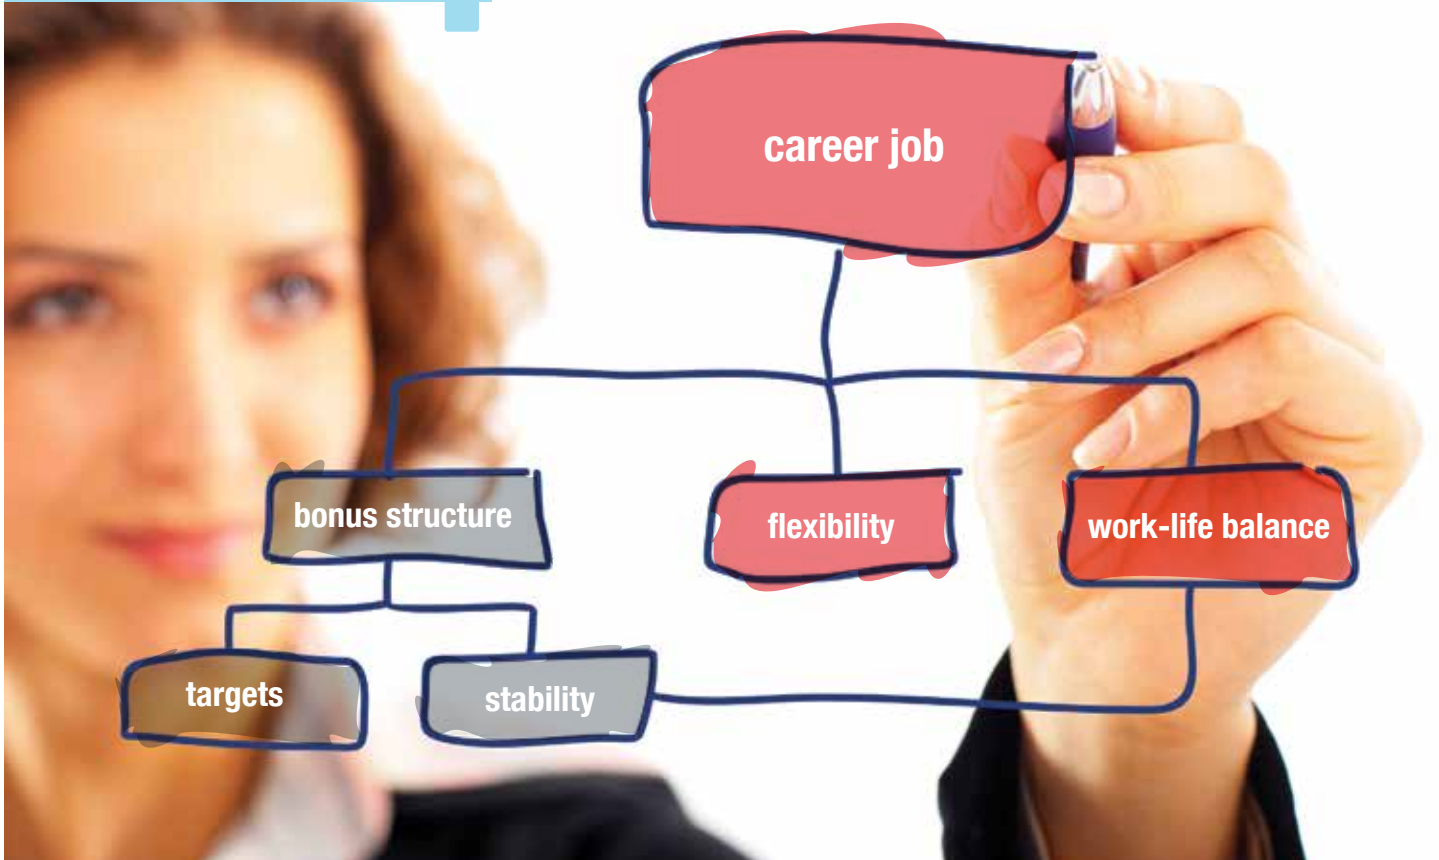 career job
bonus structure
flexibility
work-life balance
targets
stability